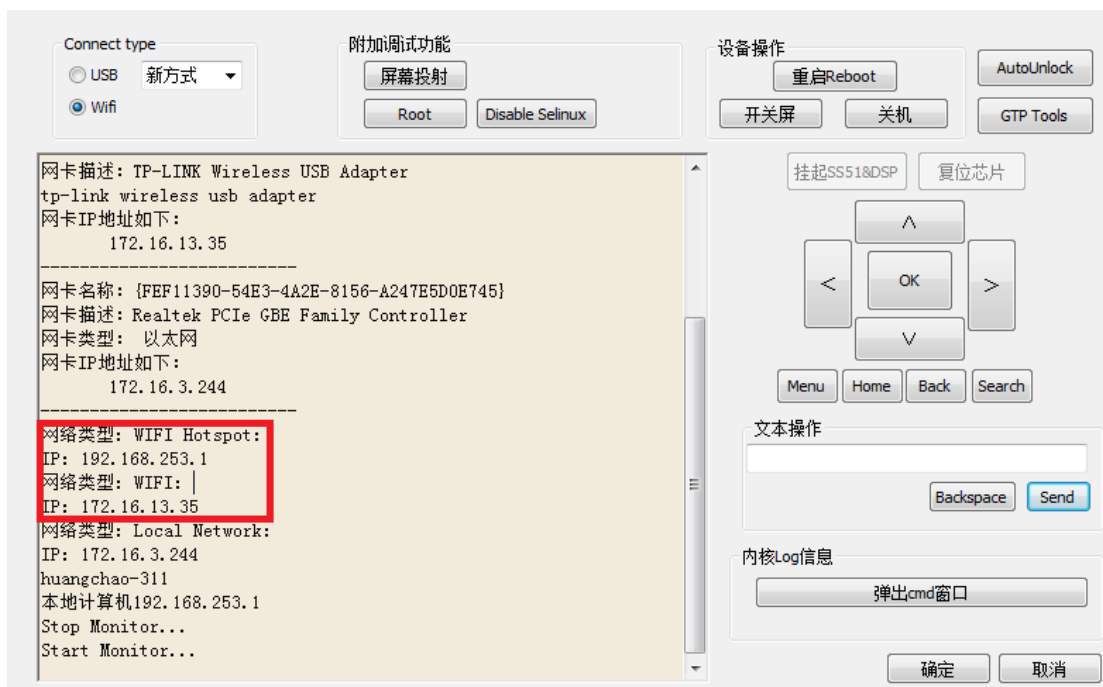 Connect type
USB
新方式
Wifi
附加调试功能
屏幕投射
Root
Disable Selinux
设备操作
重启Reboot
开关屏
关机
AutoUnlock
GTP Tools
网卡描述: TP-LINK Wireless USB Adapter
tp-link wireless usb adapter
网卡IP地址如下:
172.16.13.35
--------------------------
网卡名称: {FEF11390-54E3-4A2E-8156-A247E5D0E745}
网卡描述: Realtek PCIe GBE Family Controller
网卡类型: 以太网
网卡IP地址如下:
172.16.3.244
--------------------------
网络类型: WIFI Hotspot:
IP: 192.168.253.1
网络类型: WIFI:
IP: 172.16.13.35
网络类型: Local Network:
IP: 172.16.3.244
huangchao-311
本地计算机192.168.253.1
Stop Monitor...
Start Monitor...
挂起SS51&DSP
复位芯片
^
<
OK
>
v
Menu
Home
Back
Search
文本操作
Backspace
Send
内核Log信息
弹出cmd窗口
确定
取消